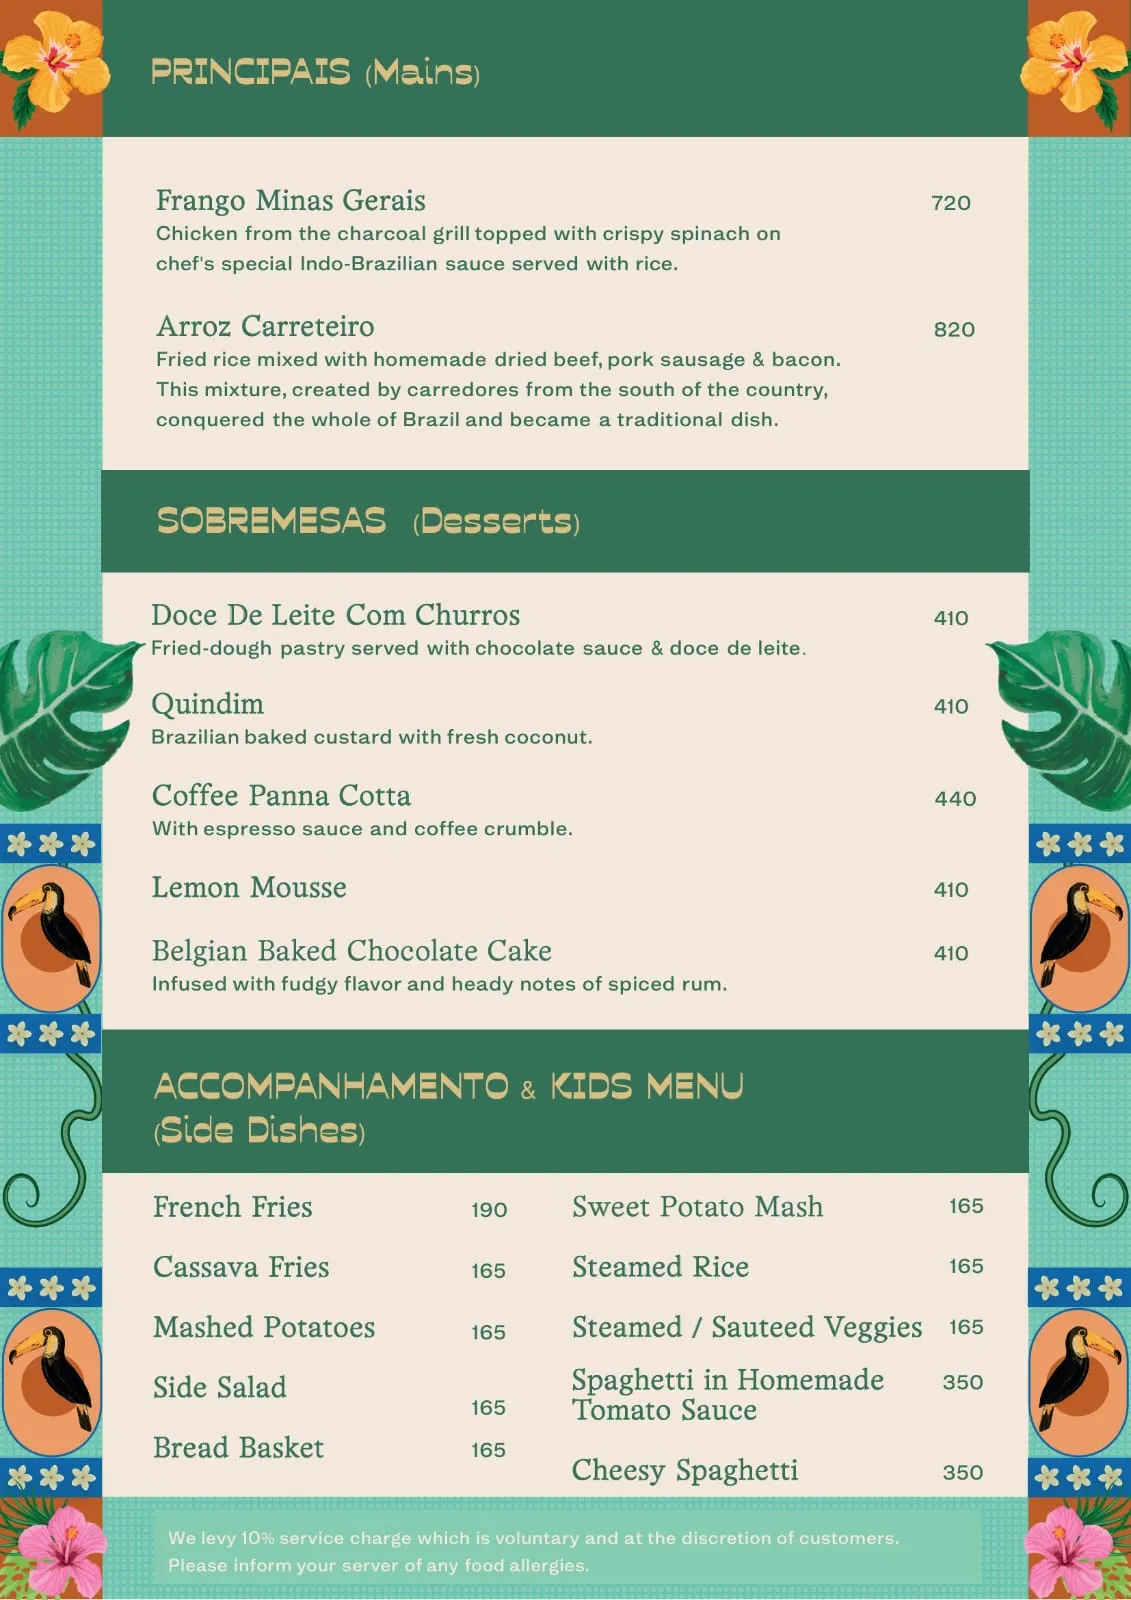 PRINCIPAIS (Mains)
Frango Minas Gerais 720
Chicken from the charcoal grill topped with crispy spinach on
chef's special Indo-Brazilian sauce served with rice.
Arroz Carreteiro 820
Fried rice mixed with homemade dried beef, pork sausage & bacon.
This mixture, created by carredores from the south of the country,
conquered the whole of Brazil and became a traditional dish.
SOBREMESAS (Desserts)
Doce De Leite Com Churros 410
Fried-dough pastry served with chocolate sauce & doce de leite.
Quindim 410
Brazilian baked custard with fresh coconut.
Coffee Panna Cotta 440
With espresso sauce and coffee crumble.
Lemon Mousse 410
Belgian Baked Chocolate Cake 410
Infused with fudgy flavor and heady notes of spiced rum.
ACCOMPANHAMENTO & KIDS MENU
(Side Dishes)
French Fries 190
Cassava Fries 165
Mashed Potatoes 165
Side Salad 165
Bread Basket 165
Sweet Potato Mash 165
Steamed Rice 165
Steamed / Sauteed Veggies 165
Spaghetti in Homemade 350
Tomato Sauce
Cheesy Spaghetti 350
We levy 10% service charge which is voluntary and at the discretion of customers.
Please inform your server of any food allergies.